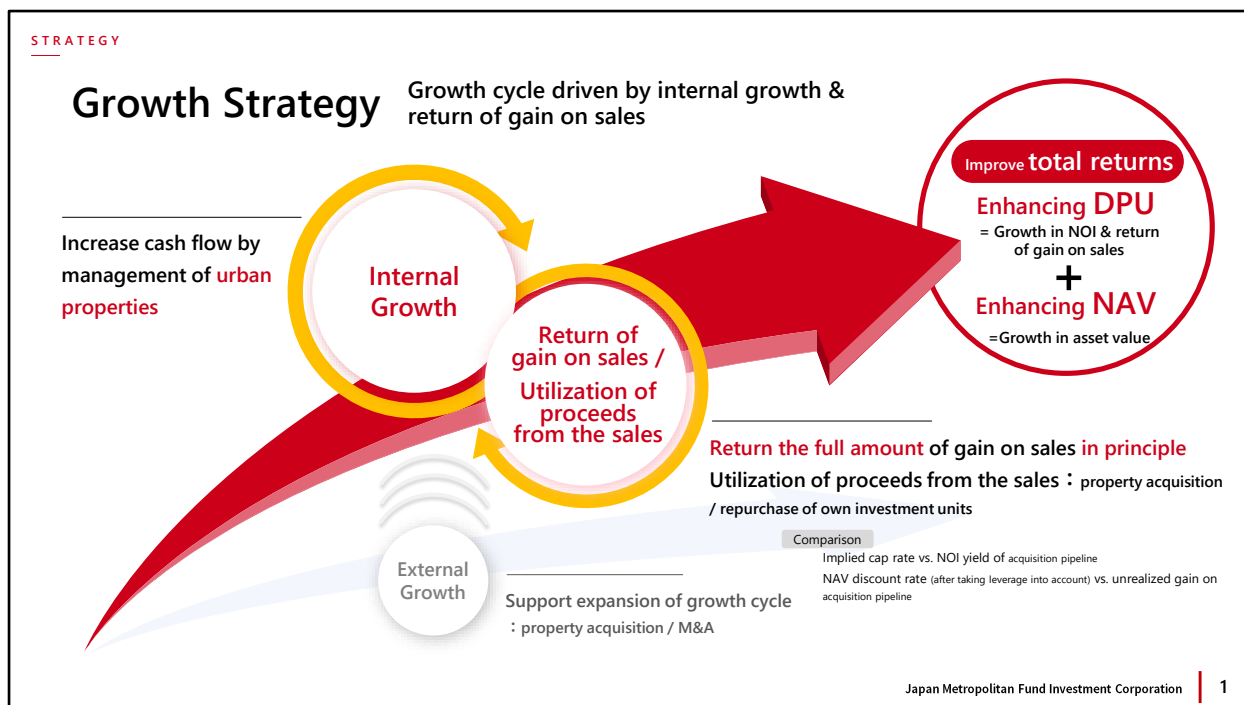 STRATEGY
Growth Strategy
Growth cycle driven by internal growth &
return of gain on sales
Improve total returns
Enhancing DPU
= Growth in NOI & return
of gain on sales
+
Enhancing NAV
=Growth in asset value
Increase cash flow by
management of urban
properties
Internal
Growth
Return of
gain on sales /
Utilization of
proceeds
from the sales
Return the full amount of gain on sales in principle
Utilization of proceeds from the sales：property acquisition
/ repurchase of own investment units
Comparison
Implied cap rate vs. NOI yield of acquisition pipeline
NAV discount rate (after taking leverage into account) vs. unrealized gain on
acquisition pipeline
External
Growth
Support expansion of growth cycle
：property acquisition / M&A
Japan Metropolitan Fund Investment Corporation
1